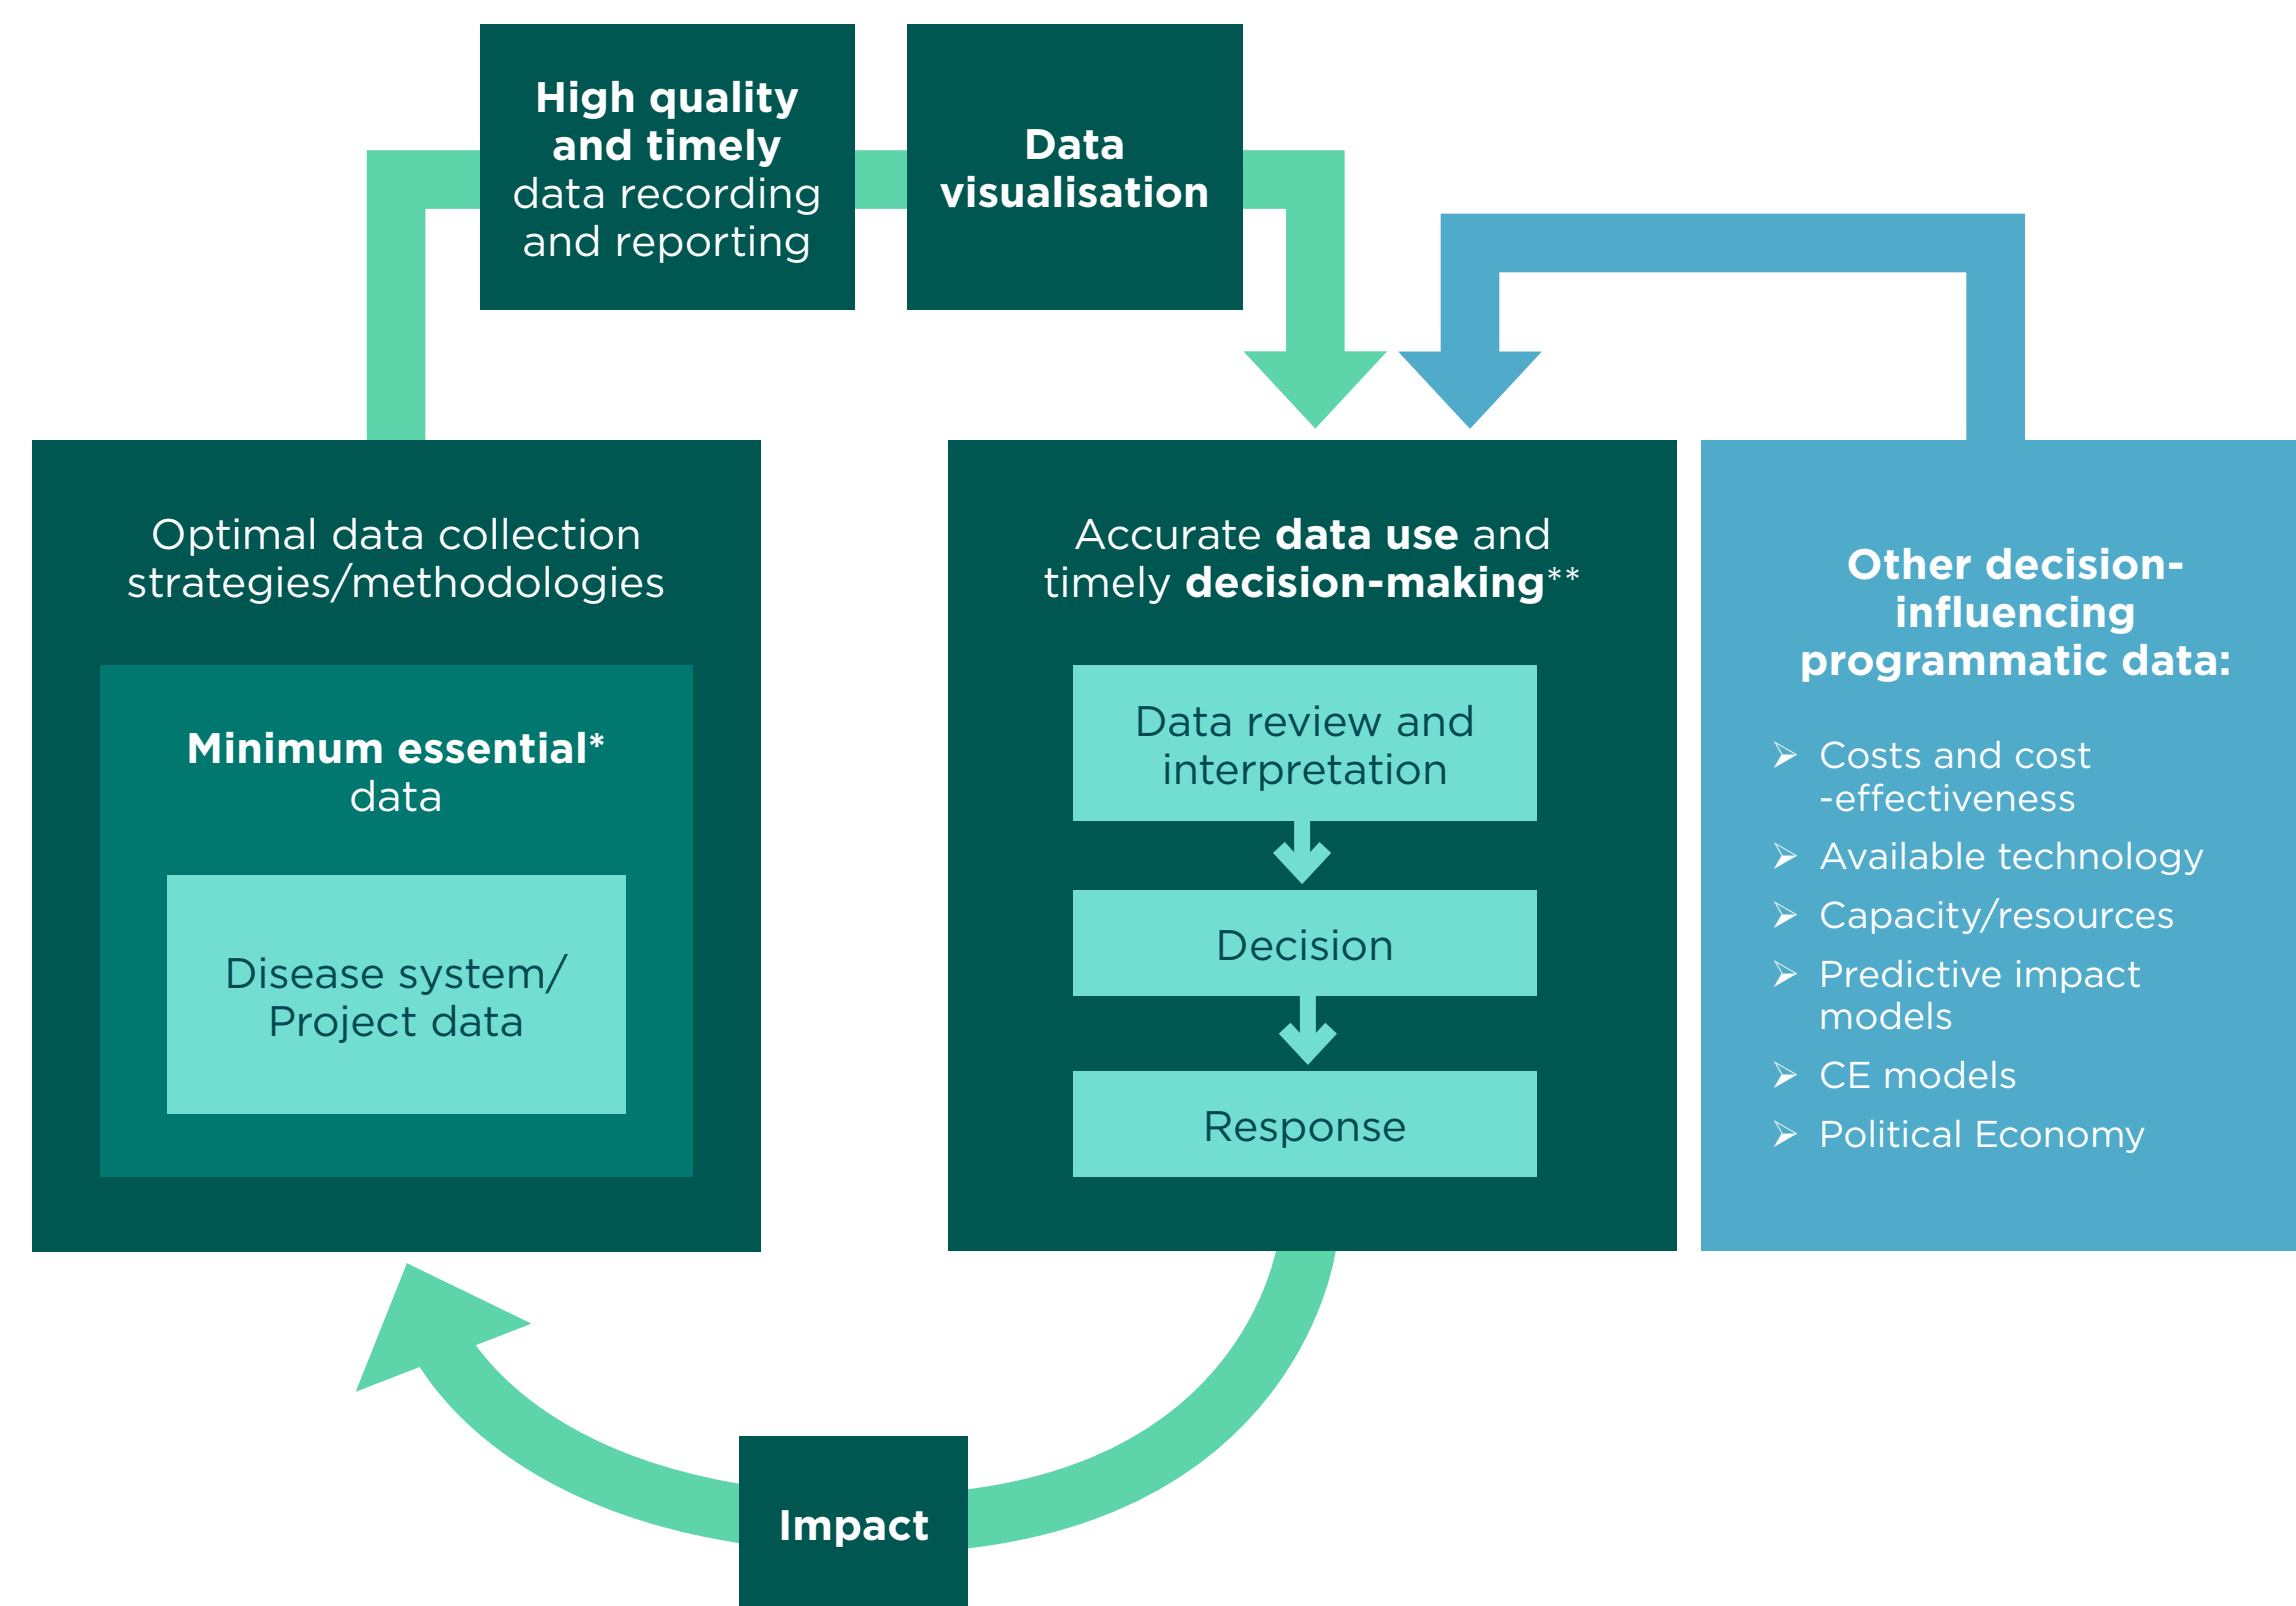 High quality
and timely
data recording
and reporting
Data
visualisation
Optimal data collection
strategies/methodologies
Minimum essential*
data
Disease system/
Project data
Accurate data use and
timely decision-making**
Data review and
interpretation
Decision
Response
Other decision-
influencing
programmatic data:
➢ Costs and cost
-effectiveness
➢ Available technology
➢ Capacity/resources
➢ Predictive impact
models
➢ CE models
➢ Political Economy
Impact